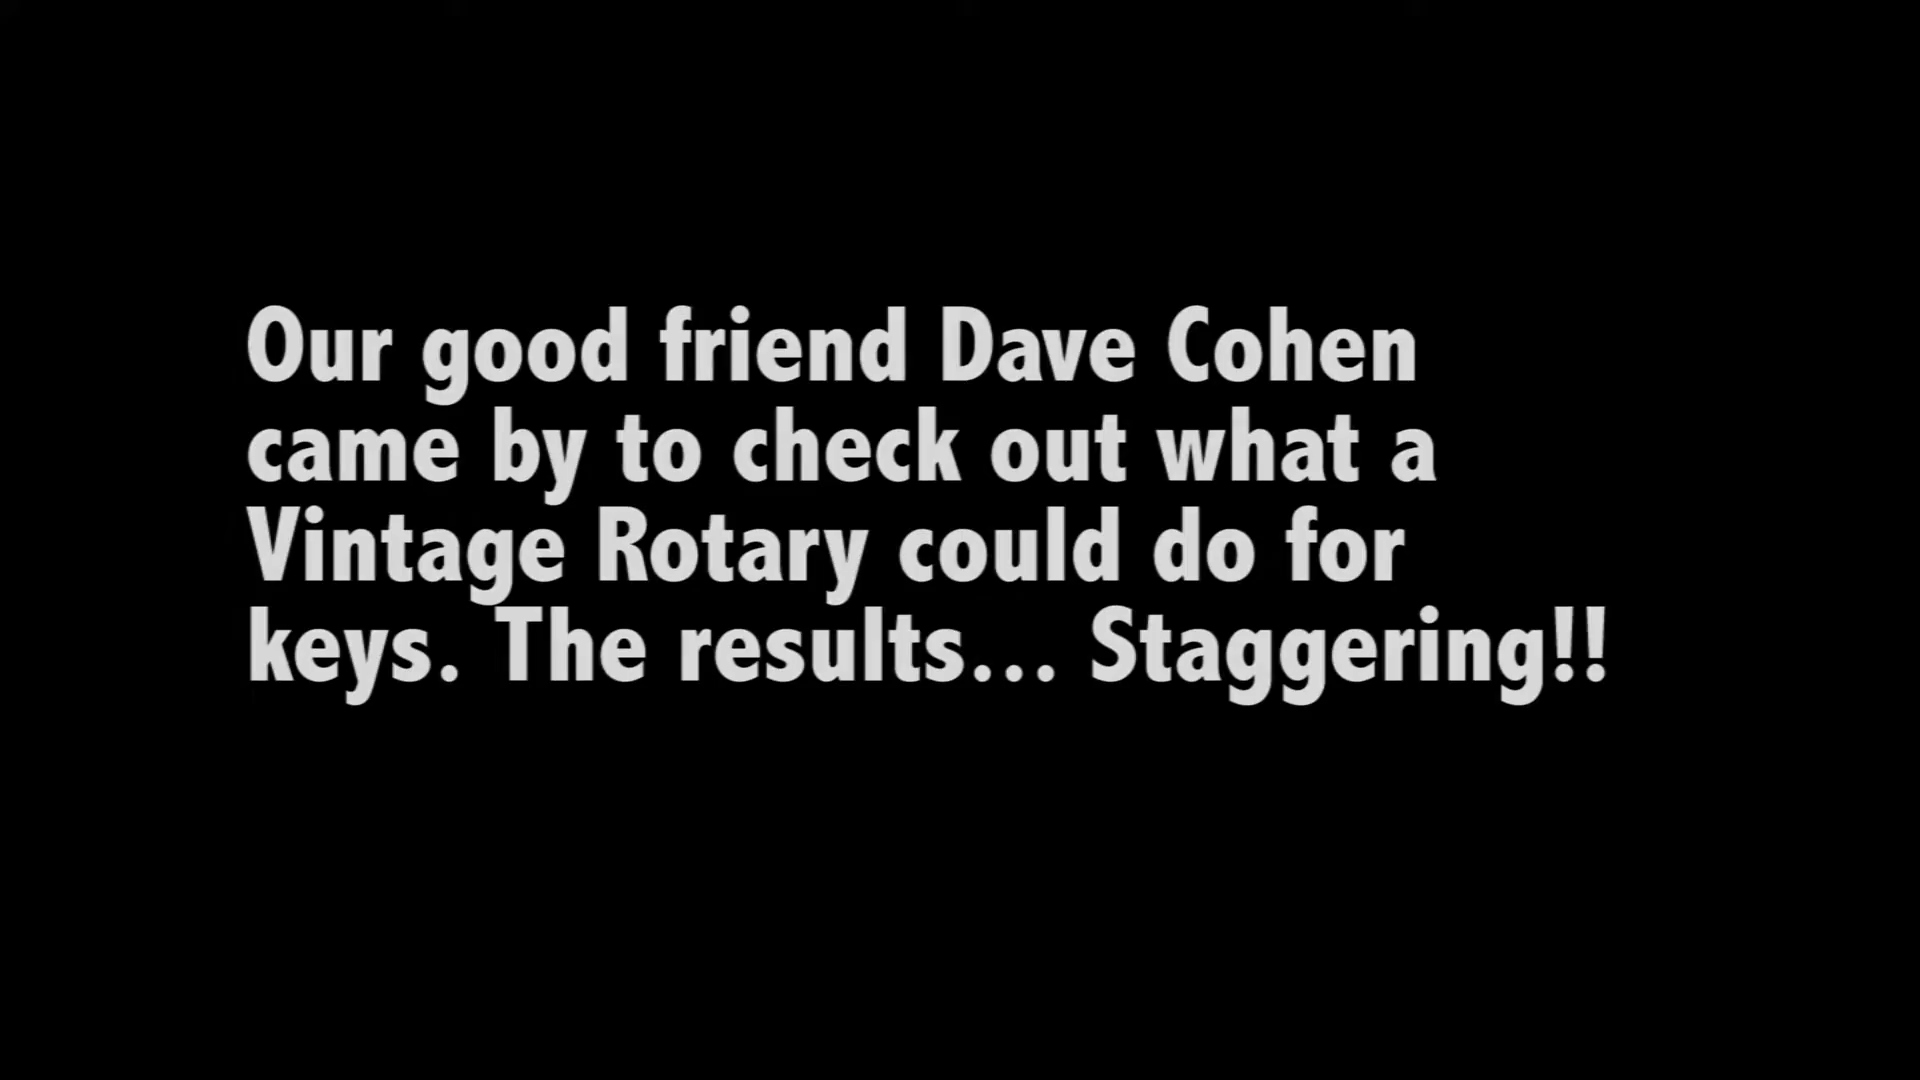 Our good friend Dave Cohen
came by to check out what a
Vintage Rotary could do for
keys. The results... Staggering!!